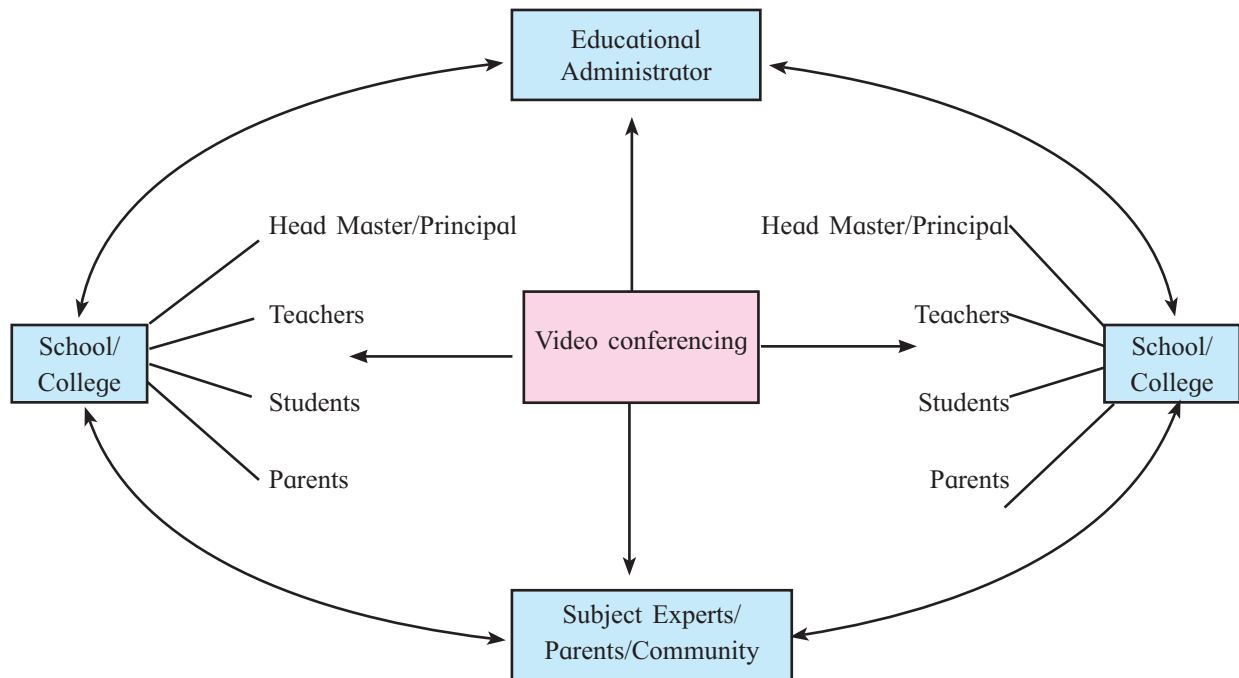 Educational
Administrator
Head Master/Principal
Head Master/Principal
Teachers
Video conferencing
Teachers
School/
College
School/
College
Students
Students
Parents
Parents
Subject Experts/
Parents/Community